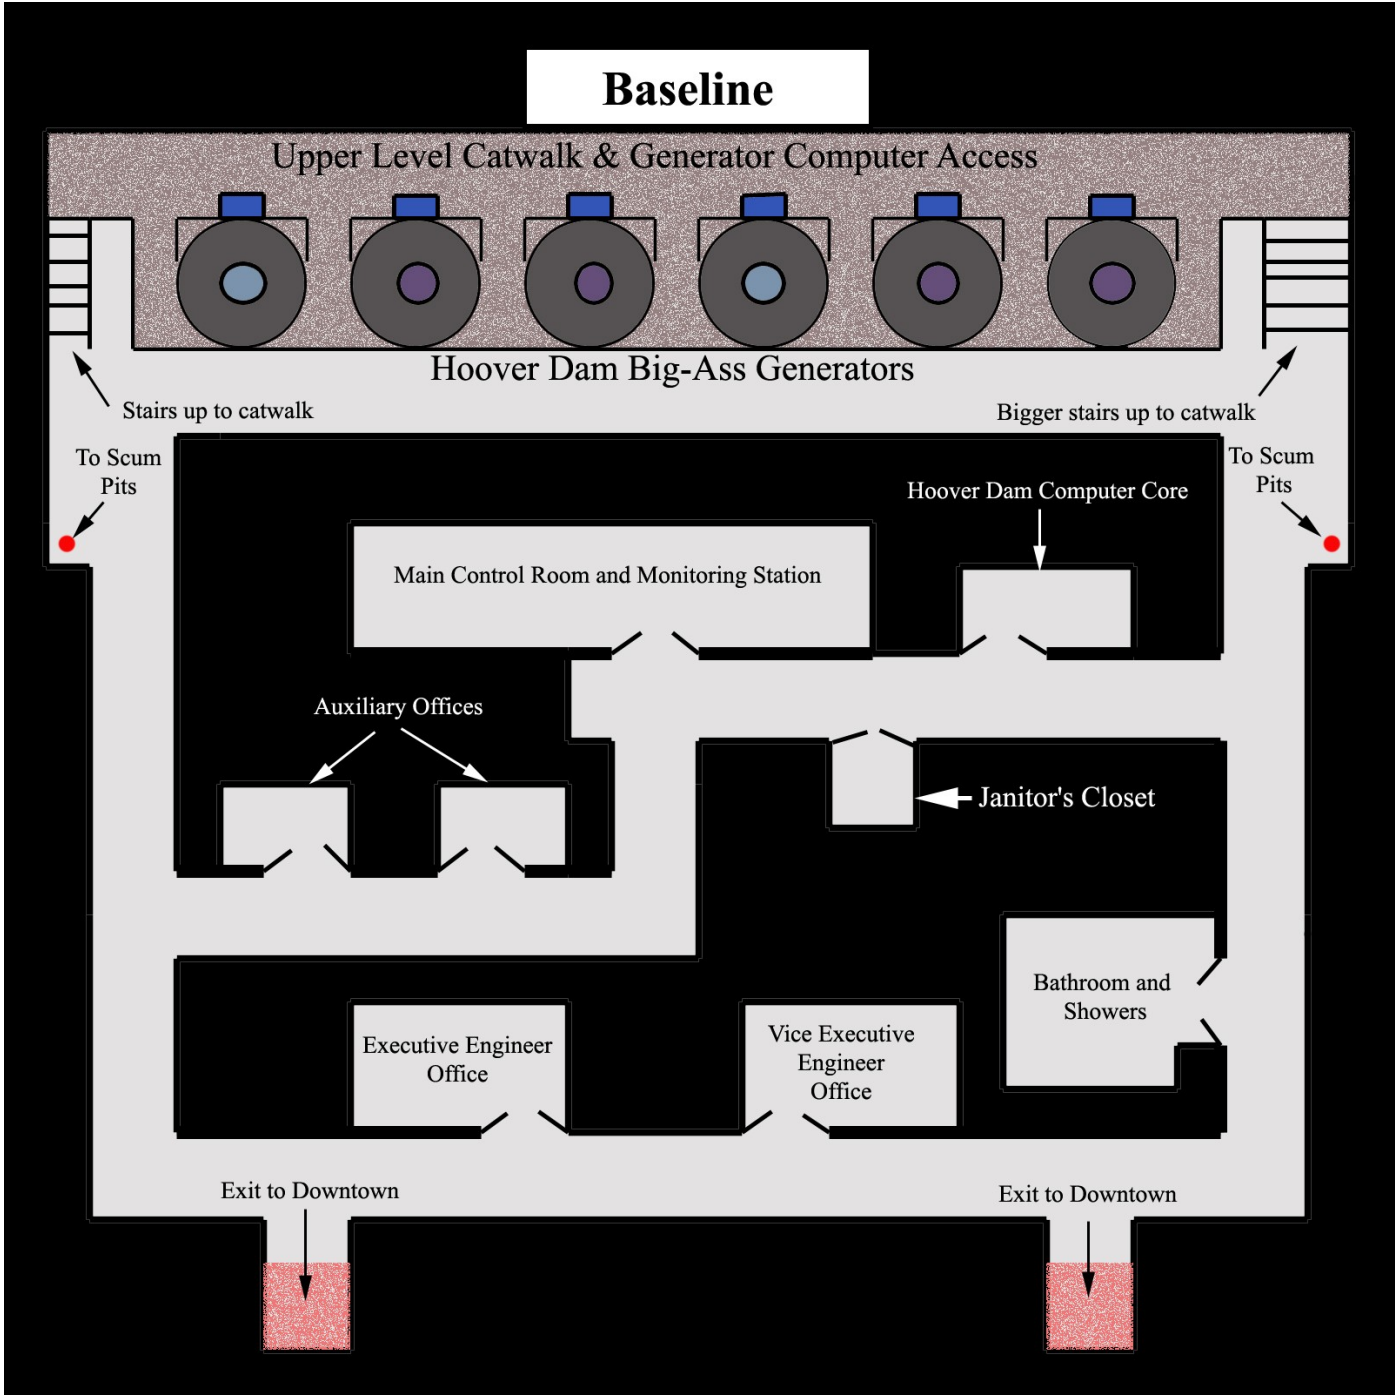 Baseline
Upper Level Catwalk & Generator Computer Access
Hoover Dam Big-Ass Generators
Stairs up to catwalk
Bigger stairs up to catwalk
To Scum
Pits
To Scum
Pits
Hoover Dam Computer Core
Main Control Room and Monitoring Station
Auxiliary Offices
Janitor's Closet
Bathroom and
Showers
Executive Engineer
Office
Vice Executive
Engineer
Office
Exit to Downtown
Exit to Downtown